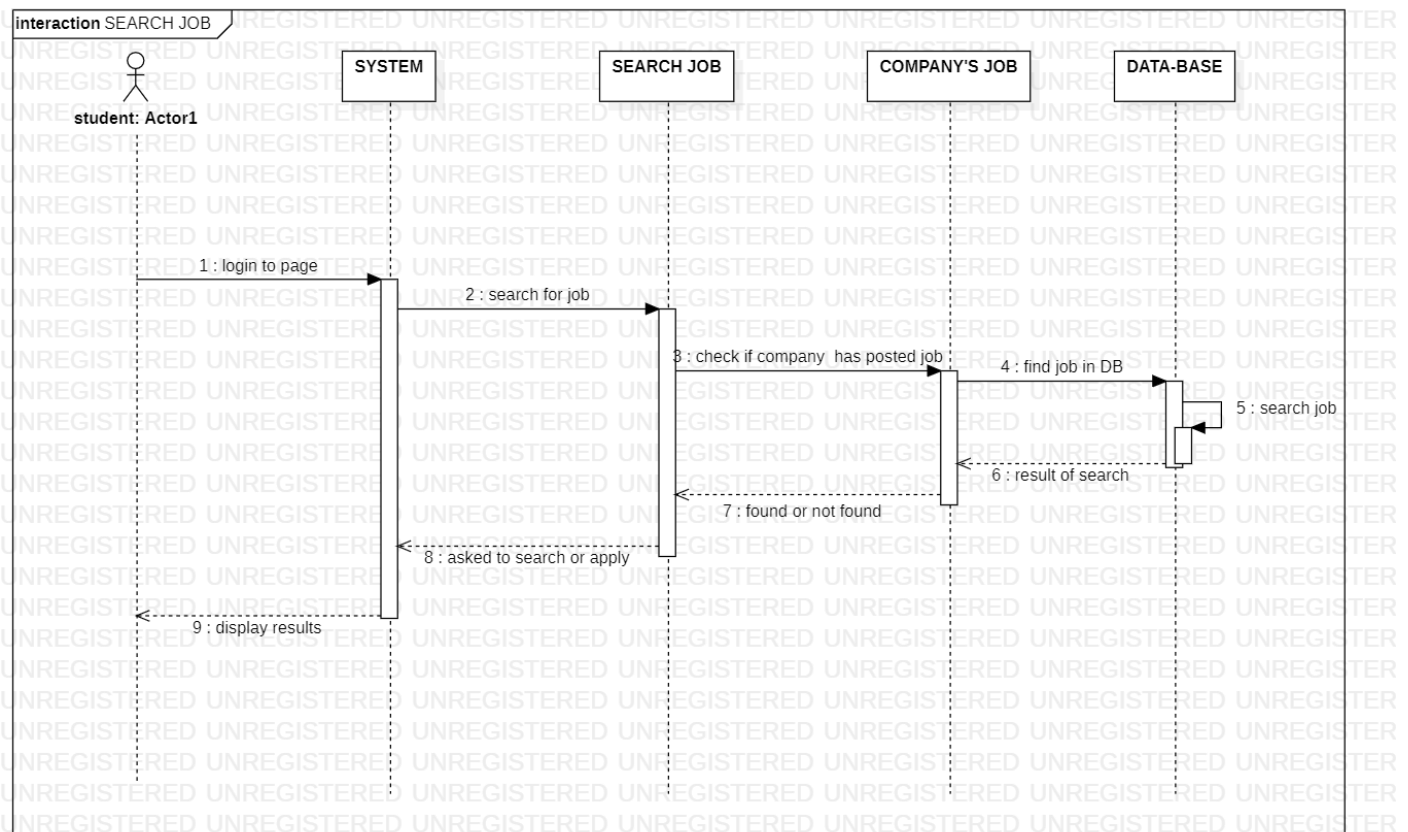 interaction SEARCH JOB
student: Actor1
SYSTEM
SEARCH JOB
COMPANY'S JOB
DATA-BASE
1 : login to page
2 : search for job
3 : check if company  has posted job
4 : find job in DB
5 : search job
6 : result of search
7 : found or not found
8 : asked to search or apply
9 : display results
UNREGISTERED